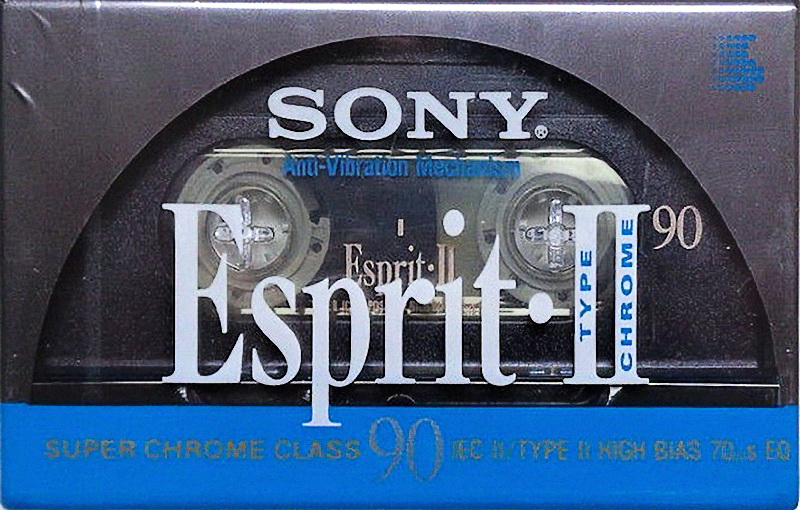 SONY®
Anti-Vibration Mechanism
Esprit·II 90
TYPE
CHROME
Esprit·II
SUPER CHROME CLASS 90 IEC II/TYPE II HIGH BIAS 70µs EQ